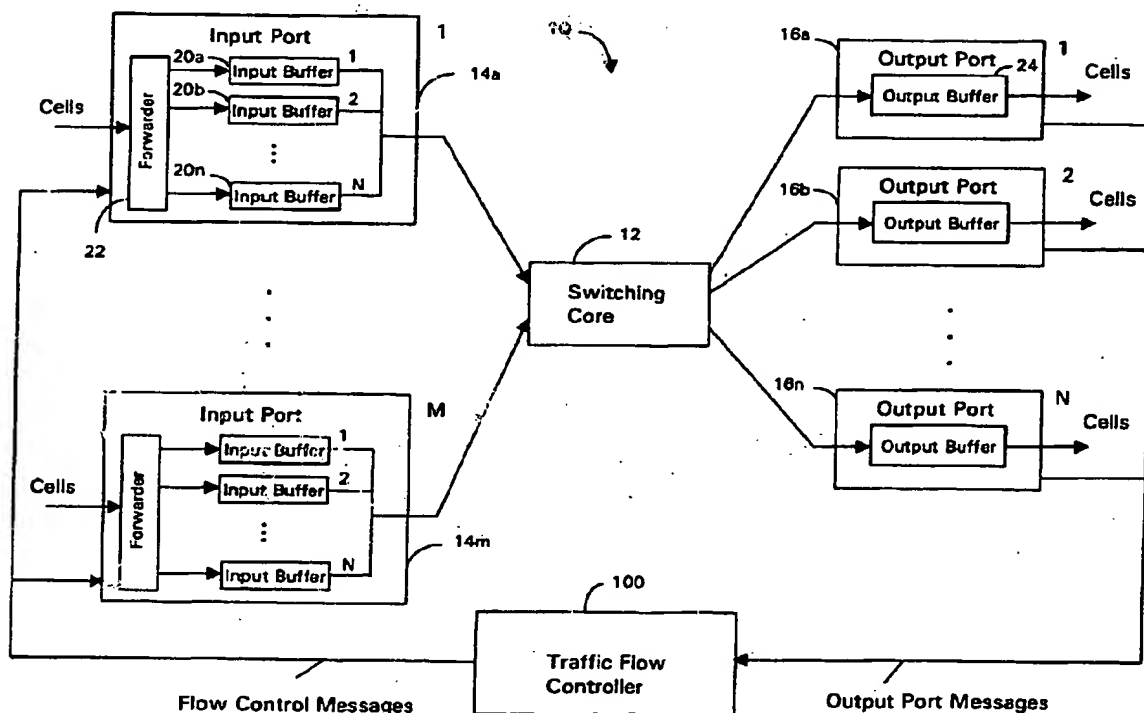 Input Port
1
20a
Input Buffer
1
14a
20b
Input Buffer
2
Cells
Forwarder
...
20n
Input Buffer
N
22
12
Switching
Core
Input Port
M
Input Buffer
1
Input Buffer
2
Cells
Forwarder
...
Input Buffer
N
14m
16a
1
Output Port
24
Output Buffer
Cells
16b
2
Output Port
Output Buffer
Cells
16n
N
Output Port
Output Buffer
Cells
100
Traffic Flow
Controller
Flow Control Messages
Output Port Messages